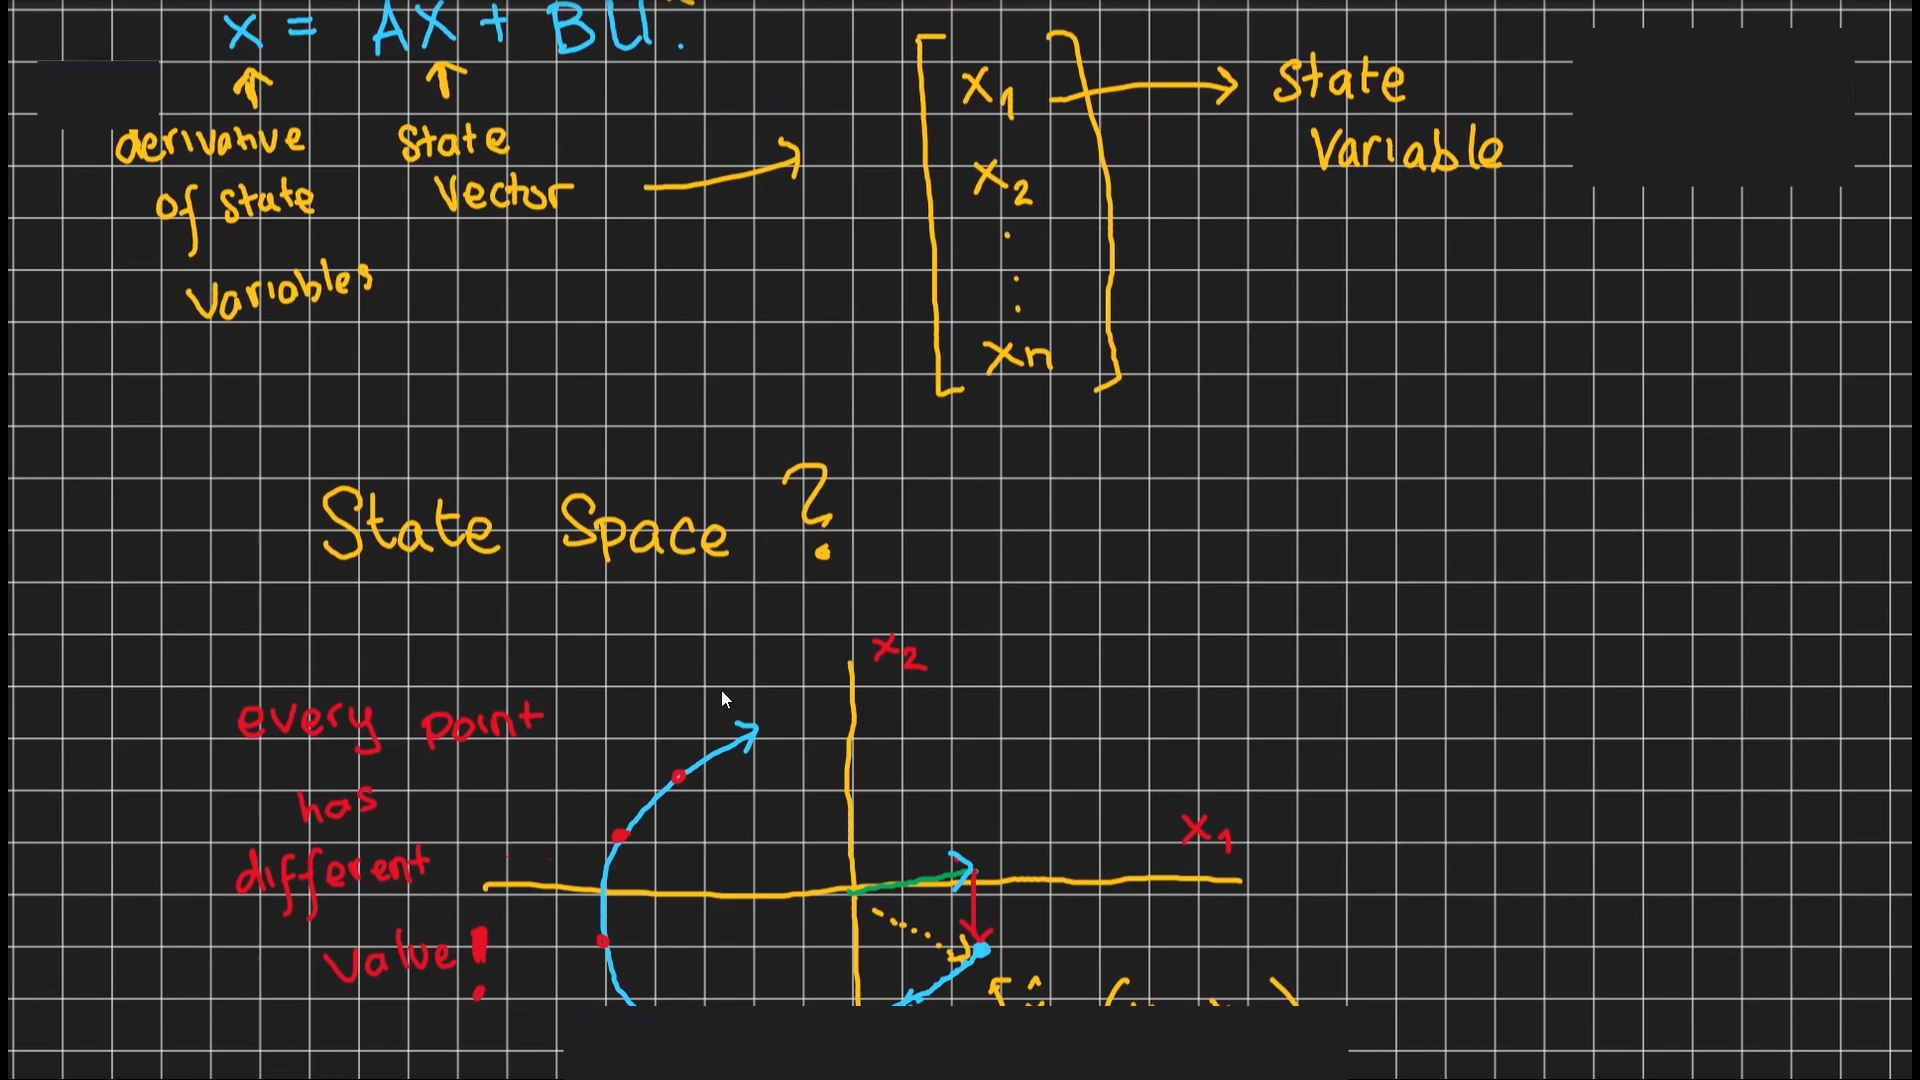 x = AX + BU.
derivative
of state
variables
State
Vector
x1
x2
xn
State
Variable
State Space ?
x2
x1
every point
has
different
value!